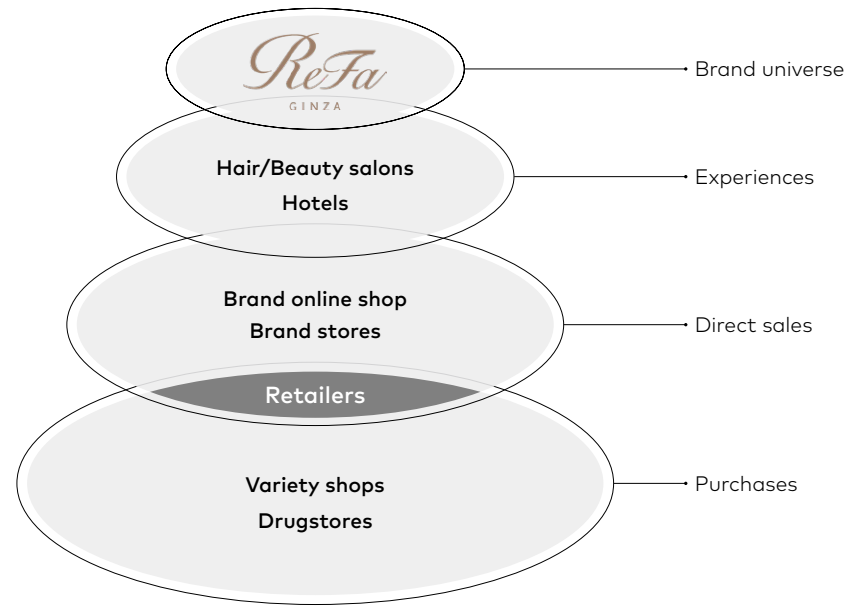 ReFa
GINZA
Brand universe
Hair/Beauty salons
Hotels
Experiences
Brand online shop
Brand stores
Direct sales
Retailers
Variety shops
Drugstores
Purchases